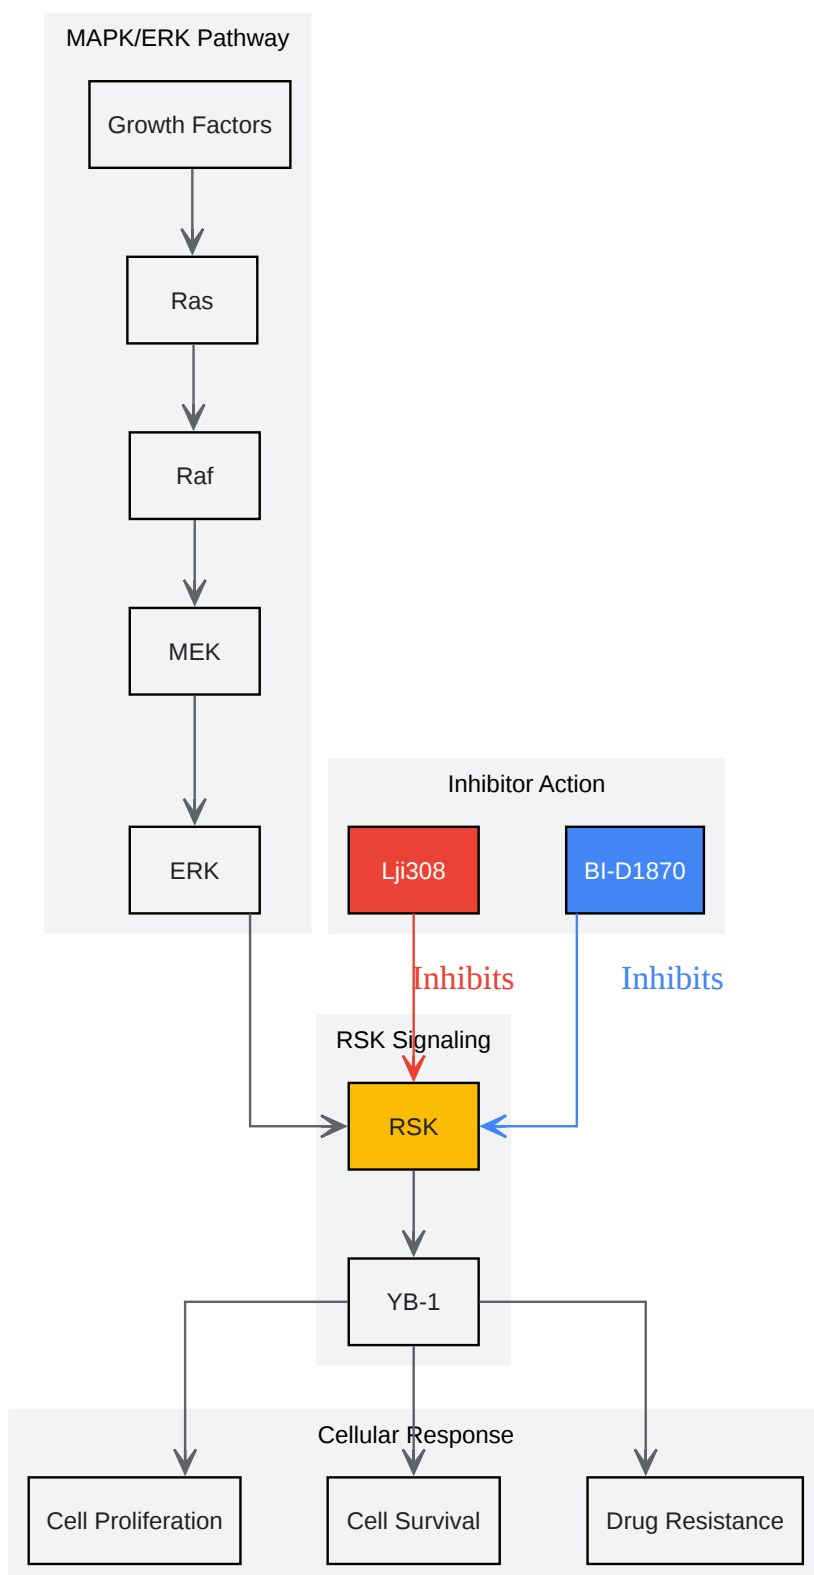 MAPK/ERK Pathway
Growth Factors
Ras
Raf
MEK
ERK
Inhibitor Action
Lji308
BI-D1870
Inhibits
Inhibits
RSK Signaling
RSK
YB-1
Cellular Response
Cell Proliferation
Cell Survival
Drug Resistance